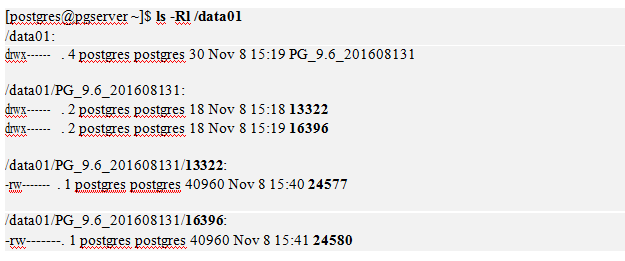 [postgres@pgserver ~]$ ls -Rl /data01
/data01:
drwx------ . 4 postgres postgres 30 Nov 8 15:19 PG_9.6_201608131
/data01/PG_9.6_201608131:
drwx------ . 2 postgres postgres 18 Nov 8 15:18 13322
drwx------ . 2 postgres postgres 18 Nov 8 15:19 16396
/data01/PG_9.6_201608131/13322:
-rw------- . 1 postgres postgres 40960 Nov 8 15:40 24577
/data01/PG_9.6_201608131/16396:
-rw-------. 1 postgres postgres 40960 Nov 8 15:41 24580